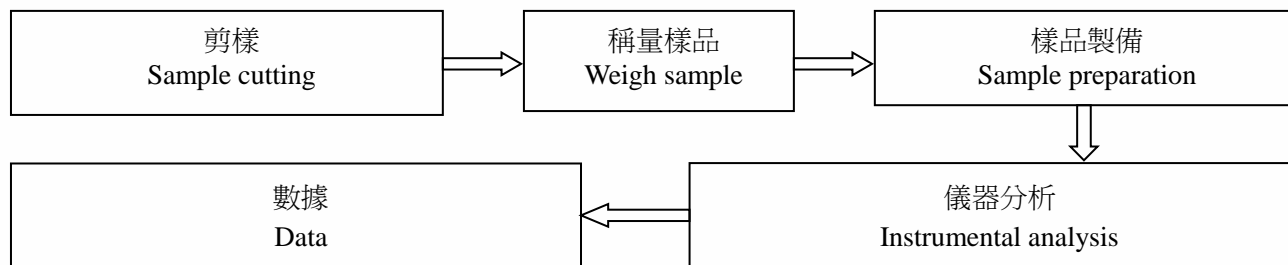 剪樣
Sample cutting
稱量樣品
Weigh sample
樣品製備
Sample preparation
儀器分析
Instrumental analysis
數據
Data